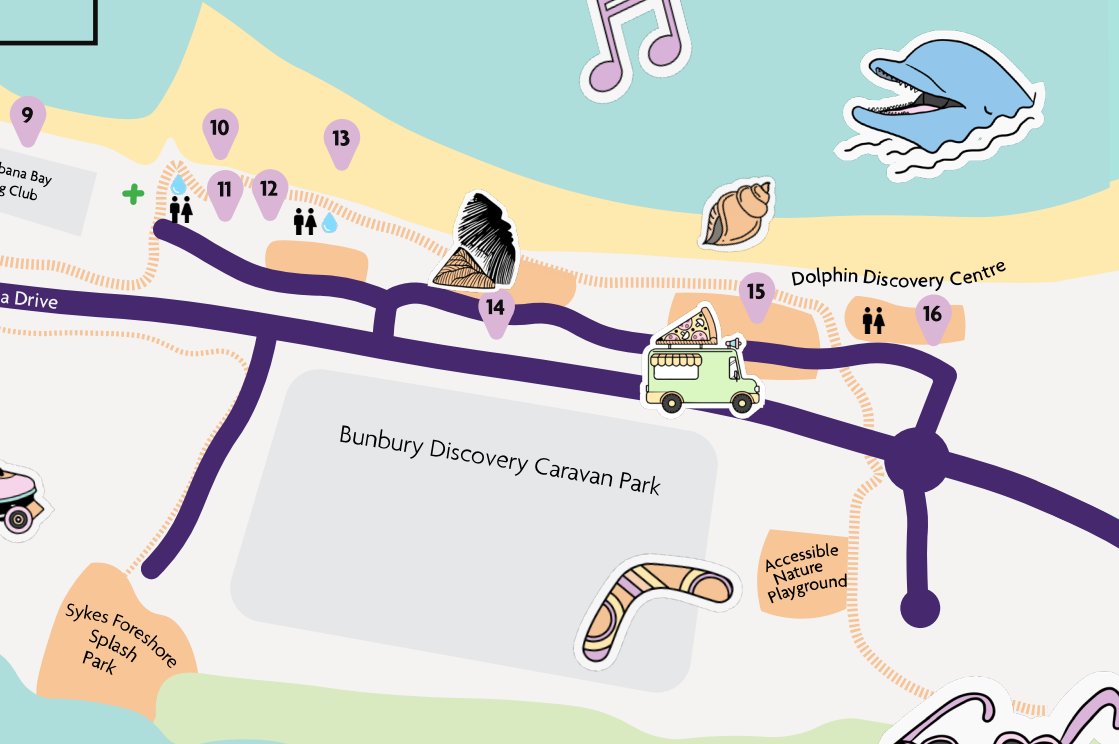 9
10
13
11
12
bana Bay
g Club
14
15
16
Dolphin Discovery Centre
a Drive
Bunbury Discovery Caravan Park
Accessible
Nature
Playground
Sykes Foreshore
Splash
Park